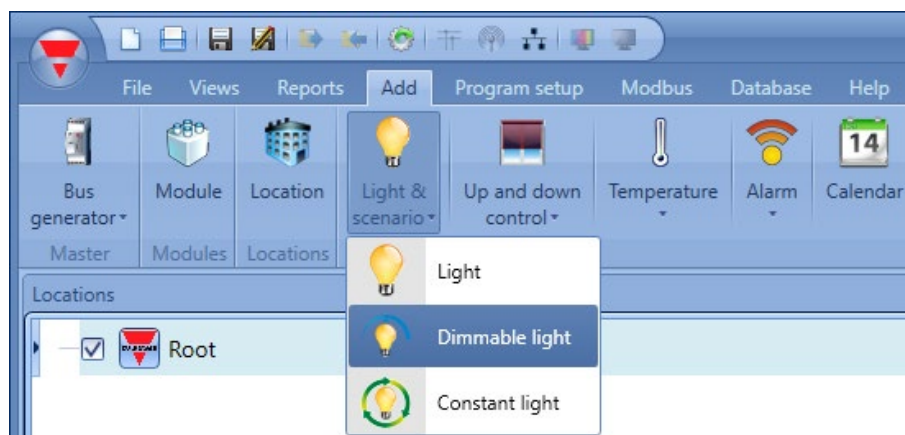 File Views Reports Add Program setup Modbus Database Help
14
Bus generator
Module
Location
Light & scenario
Up and down control
Temperature
Alarm
Calendar
Master
Modules
Locations
Light
Locations
Dimmable light
Root
Constant light